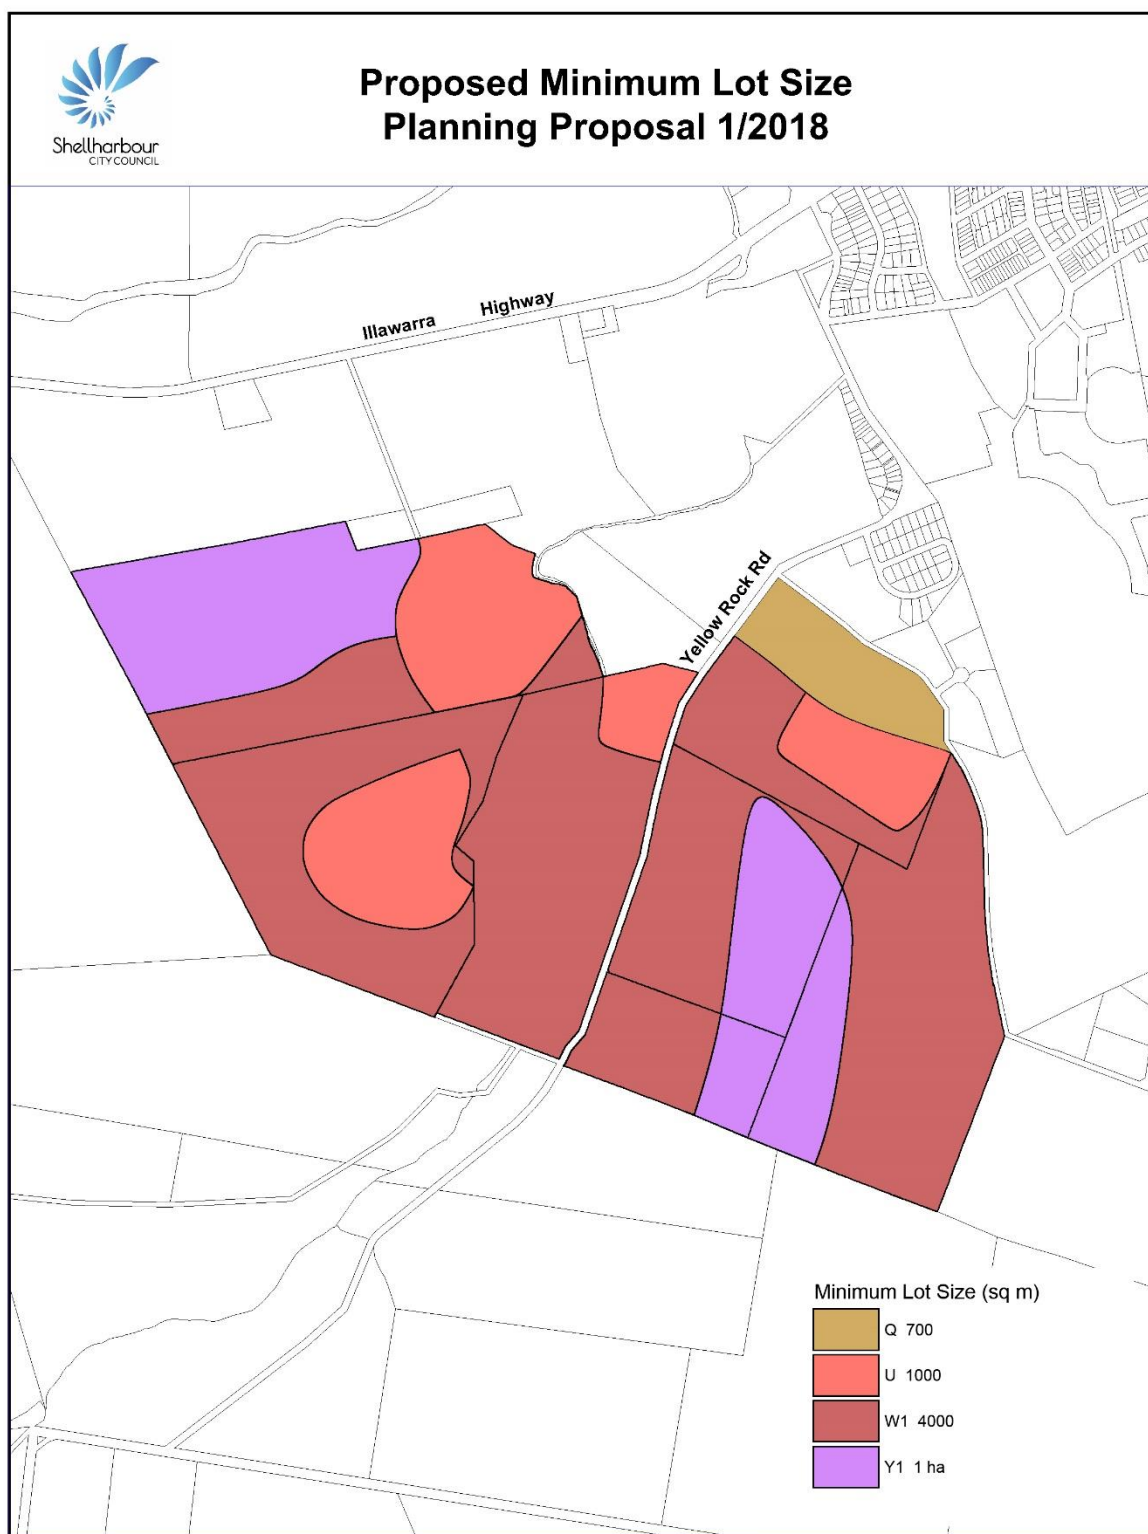 Shellharbour
CITY COUNCIL
Proposed Minimum Lot Size
Planning Proposal 1/2018
Illawarra Highway
Yellow Rock Rd
Minimum Lot Size (sq m)
Q 700
U 1000
W1 4000
Y1 1 ha